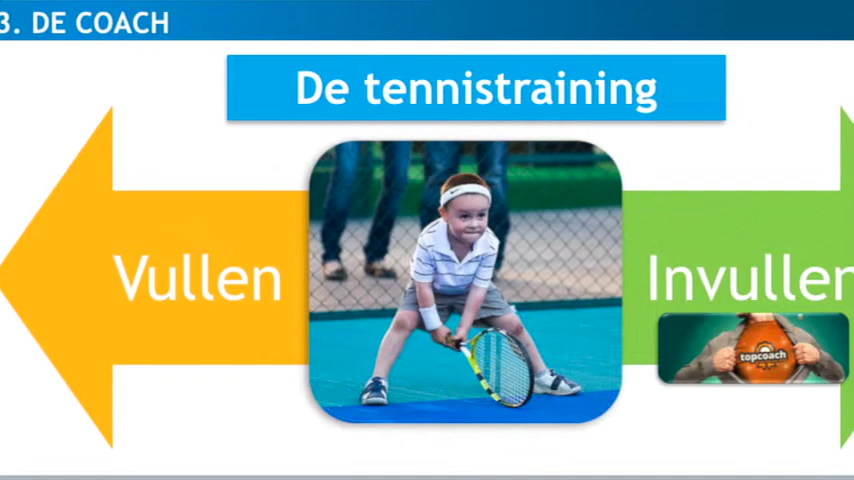 3. DE COACH
De tennistraining
Vullen
Invullen
topcoach